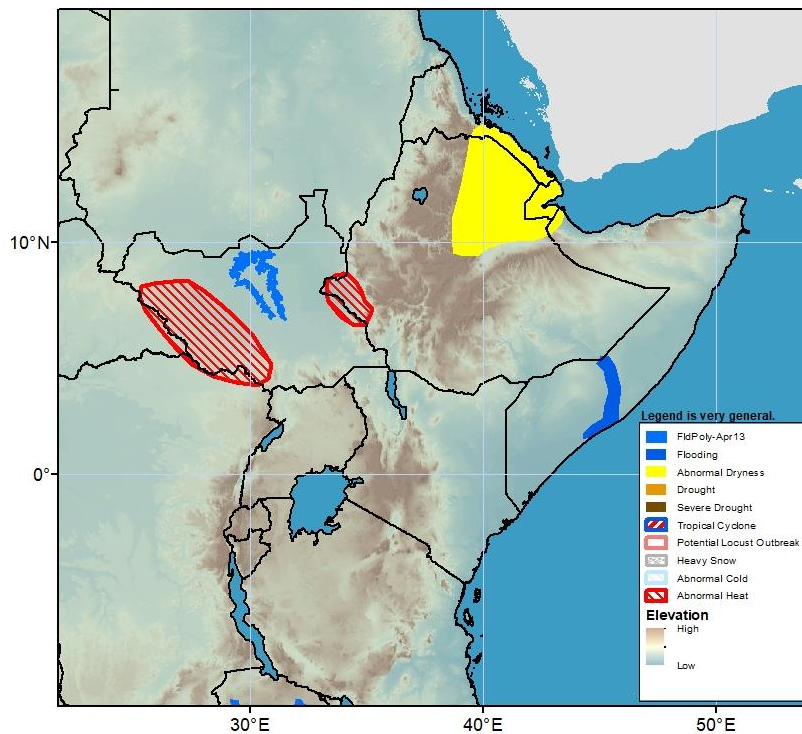 10°N
0°
Legend is very general.
FldPoly-Apr13
Flooding
Abnormal Dryness
Drought
Severe Drought
Tropical Cyclone
Potential Locust Outbreak
Heavy Snow
Abnormal Cold
Abnormal Heat
Elevation
High
Low
30°E
40°E
50°E